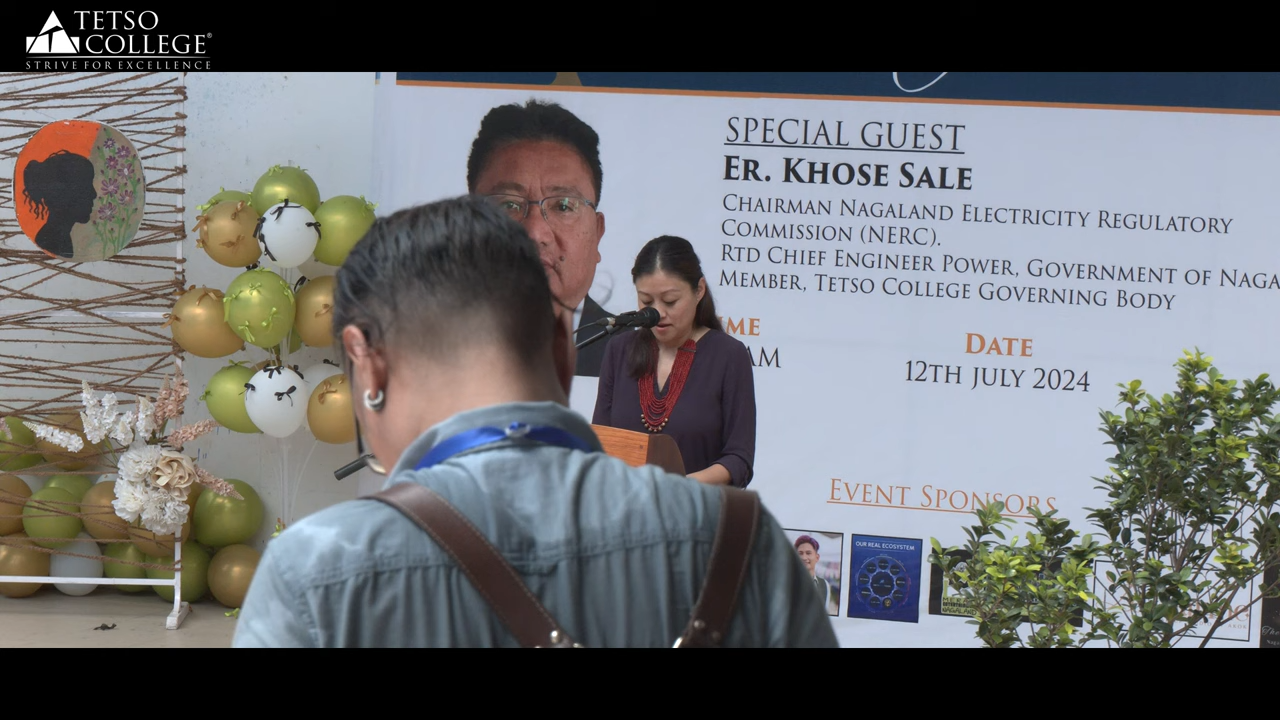 TETSO
COLLEGE®
STRIVE FOR EXCELLENCE
SPECIAL GUEST
ER. KHOSE SALE
CHAIRMAN NAGALAND ELECTRICITY REGULATORY
COMMISSION (NERC).
RTD CHIEF ENGINEER POWER, GOVERNMENT OF NAGA
MEMBER, TETSO COLLEGE GOVERNING BODY
ME
AM
DATE
12TH JULY 2024
EVENT SPONSORS
OUR REAL ECOSYSTEM